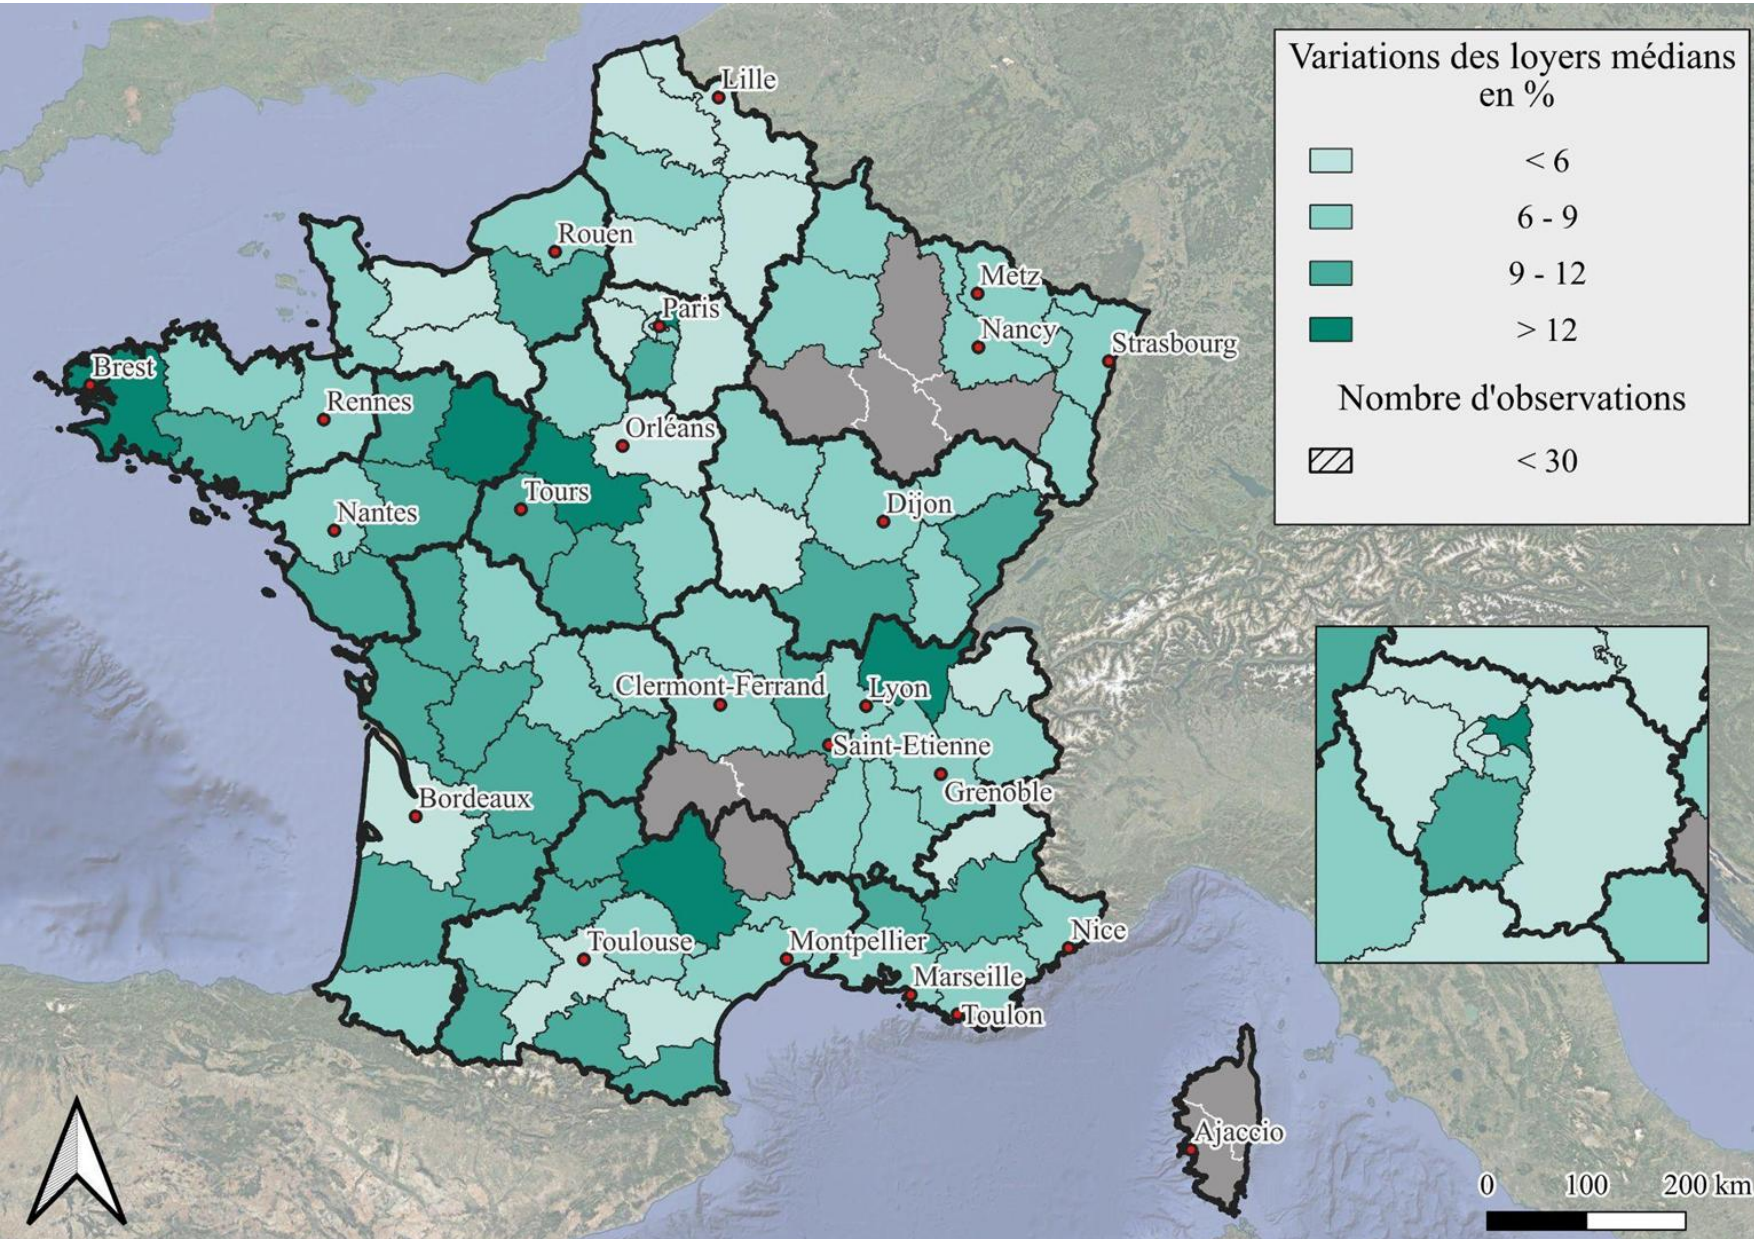 Variations des loyers médians
en %
< 6
6 - 9
9 - 12
> 12
Nombre d'observations
< 30
Lille
Rouen
Metz
Paris
Nancy
Strasbourg
Brest
Rennes
Orléans
Tours
Dijon
Nantes
Clermont-Ferrand
Lyon
Saint-Etienne
Grenoble
Bordeaux
Toulouse
Montpellier
Nice
Marseille
Toulon
Ajaccio
0 100 200 km